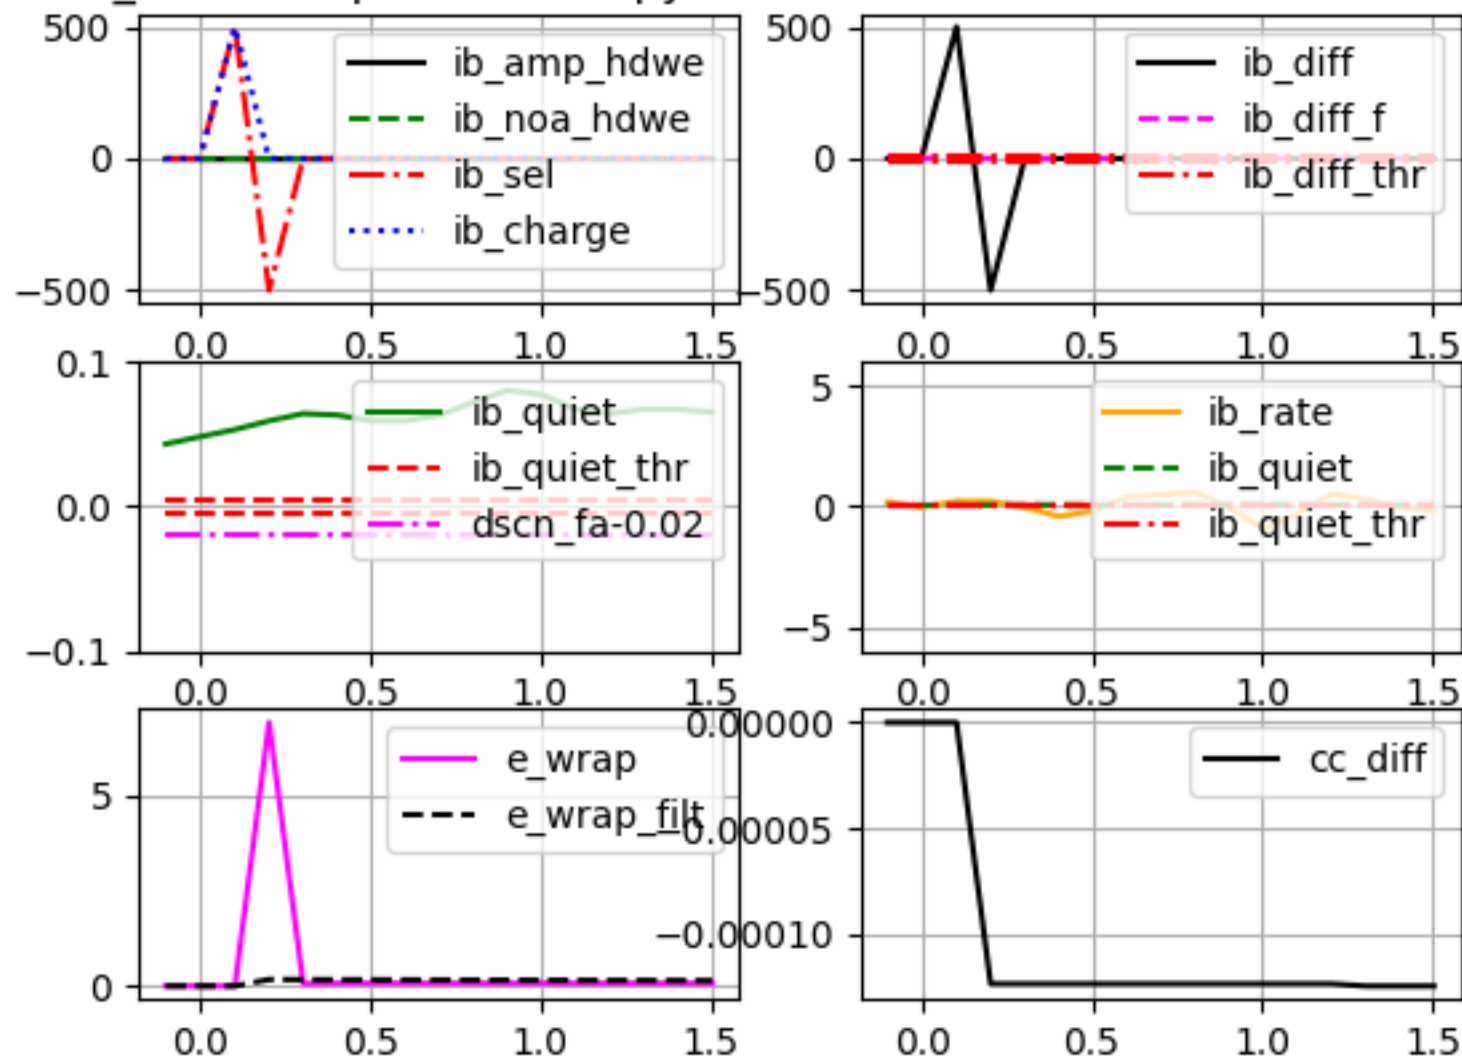 500
0
−500
0.0 0.5 1.0 1.5
ib_amp_hdwe
ib_noa_hdwe
ib_sel
ib_charge
500
0
−500
0.0 0.5 1.0 1.5
ib_diff
ib_diff_f
ib_diff_thr
0.1
0.0
−0.1
0.0 0.5 1.0 1.5
ib_quiet
ib_quiet_thr
dscn_fa-0.02
5
0
−5
0.0 0.5 1.0 1.5
ib_rate
ib_quiet
ib_quiet_thr
5
0
0.0 0.5 1.0 1.5
e_wrap
e_wrap_filt
0.00000
−0.00005
−0.00010
0.0 0.5 1.0 1.5
cc_diff